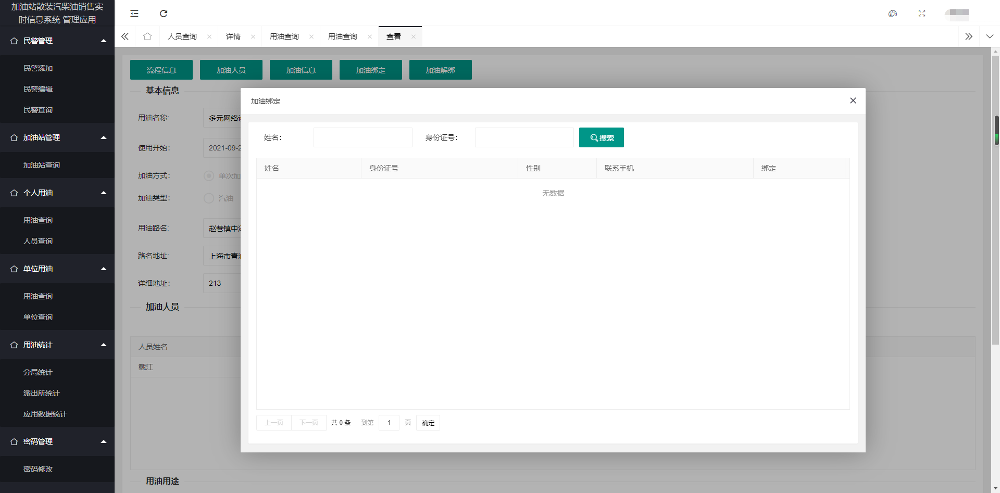 加油站散装汽柴油销售实
时信息系统 管理应用
民警管理
民警添加
民警编辑
民警查询
加油站管理
加油站查询
个人用油
用油查询
人员查询
单位用油
用油查询
单位查询
用油统计
分局统计
派出所统计
应用数据统计
密码管理
密码修改
人员查询 详情 用油查询 用油查询 查看
流程信息 加油人员 加油信息 加油绑定 加油解绑
基本信息
用油名称: 多元网络
使用开始: 2021-09-2
加油方式: 单次加
加油类型: 汽油
用油路名: 赵巷镇中
路名地址: 上海市青
详细地址: 213
加油人员
人员姓名
戴江
用油用途
加油绑定
姓名: 身份证号: 搜索
姓名 身份证号 性别 联系手机 绑定
无数据
上一页 下一页 共 0 条 到第 1 页 确定